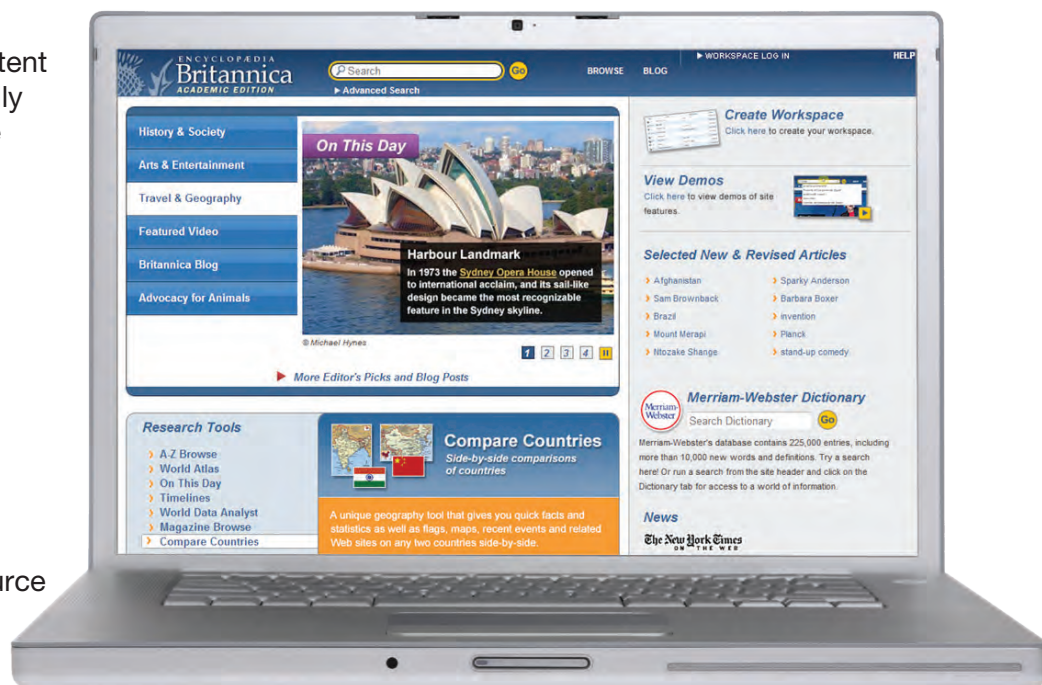 tent
ly
urce
ENCYCLOPÆDIA
Britannica
ACADEMIC EDITION
Search
Go
▶ Advanced Search
BROWSE
BLOG
▶ WORKSPACE LOG IN
HELP
History & Society
Arts & Entertainment
Travel & Geography
Featured Video
Britannica Blog
Advocacy for Animals
On This Day
Harbour Landmark
In 1973 the Sydney Opera House opened
to international acclaim, and its sail-like
design became the most recognizable
feature in the Sydney skyline.
© Michael Hynes
1 2 3 4
More Editor's Picks and Blog Posts
Research Tools
A-Z Browse
World Atlas
On This Day
Timelines
World Data Analyst
Magazine Browse
Compare Countries
Compare Countries
Side-by-side comparisons
of countries
A unique geography tool that gives you quick facts and
statistics as well as flags, maps, recent events and related
Web sites on any two countries side-by-side.
Create Workspace
Click here to create your workspace.
View Demos
Click here to view demos of site
features.
Selected New & Revised Articles
Afghanistan
Sam Brownback
Brazil
Mount Merapi
Ntozake Shange
Sparky Anderson
Barbara Boxer
invention
Planck
stand-up comedy
Merriam-
Webster
Merriam-Webster Dictionary
Search Dictionary
Go
Merriam-Webster's database contains 225,000 entries, including
more than 10,000 new words and definitions. Try a search
here! Or run a search from the site header and click on the
Dictionary tab for access to a world of information.
News
The New York Times
ON THE WEB